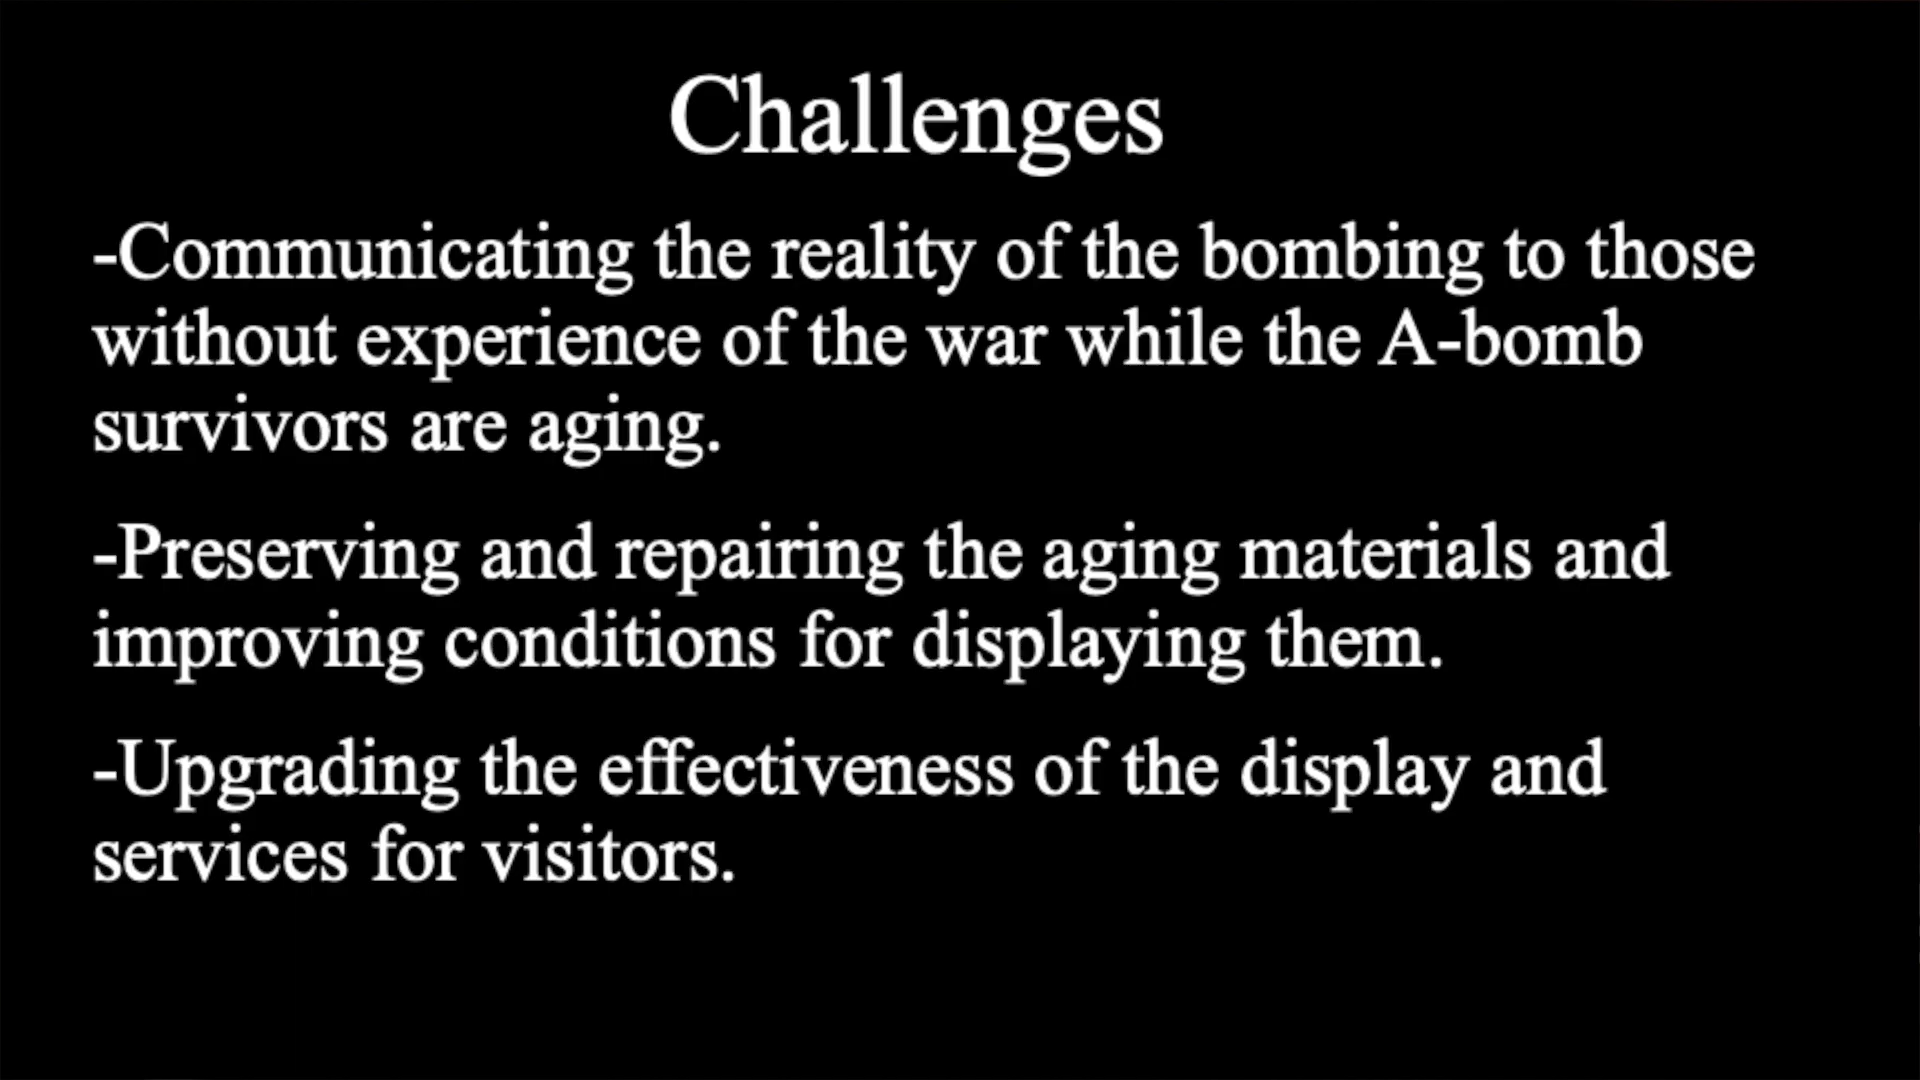 Challenges
-Communicating the reality of the bombing to those
without experience of the war while the A-bomb
survivors are aging.
-Preserving and repairing the aging materials and
improving conditions for displaying them.
-Upgrading the effectiveness of the display and
services for visitors.